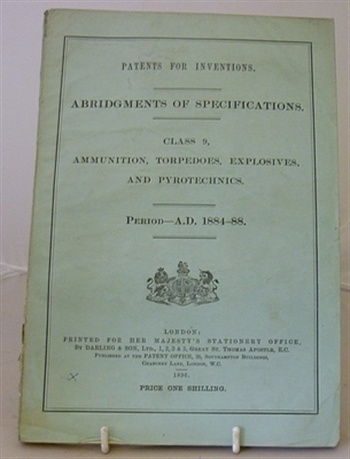 PATENTS FOR INVENTIONS.
ABRIDGMENTS OF SPECIFICATIONS.
CLASS 9,
AMMUNITION, TORPEDOES, EXPLOSIVES,
AND PYROTECHNICS.
PERIOD—A.D. 1884-88.
LONDON:
PRINTED FOR HER MAJESTY'S STATIONERY OFFICE,
BY DARLING & SON, LTD., 1, 2, 3 & 5, GREAT ST. THOMAS APOSTLE, E.C.
PUBLISHED AT THE PATENT OFFICE, 25, SOUTHAMPTON BUILDINGS,
CHANCERY LANE, LONDON, W.C.
1896.
PRICE ONE SHILLING.